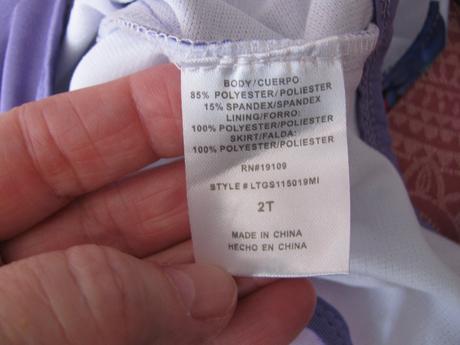 BODY/CUERPO
85% POLYESTER/POLIESTER
15% SPANDEX/SPANDEX
LINING/FORRO:
100% POLYESTER/POLIESTER
SKIRT/FALDA:
100% POLYESTER/POLIESTER
RN#19109
STYLE # LTGS115019MI
2T
MADE IN CHINA
HECHO EN CHINA